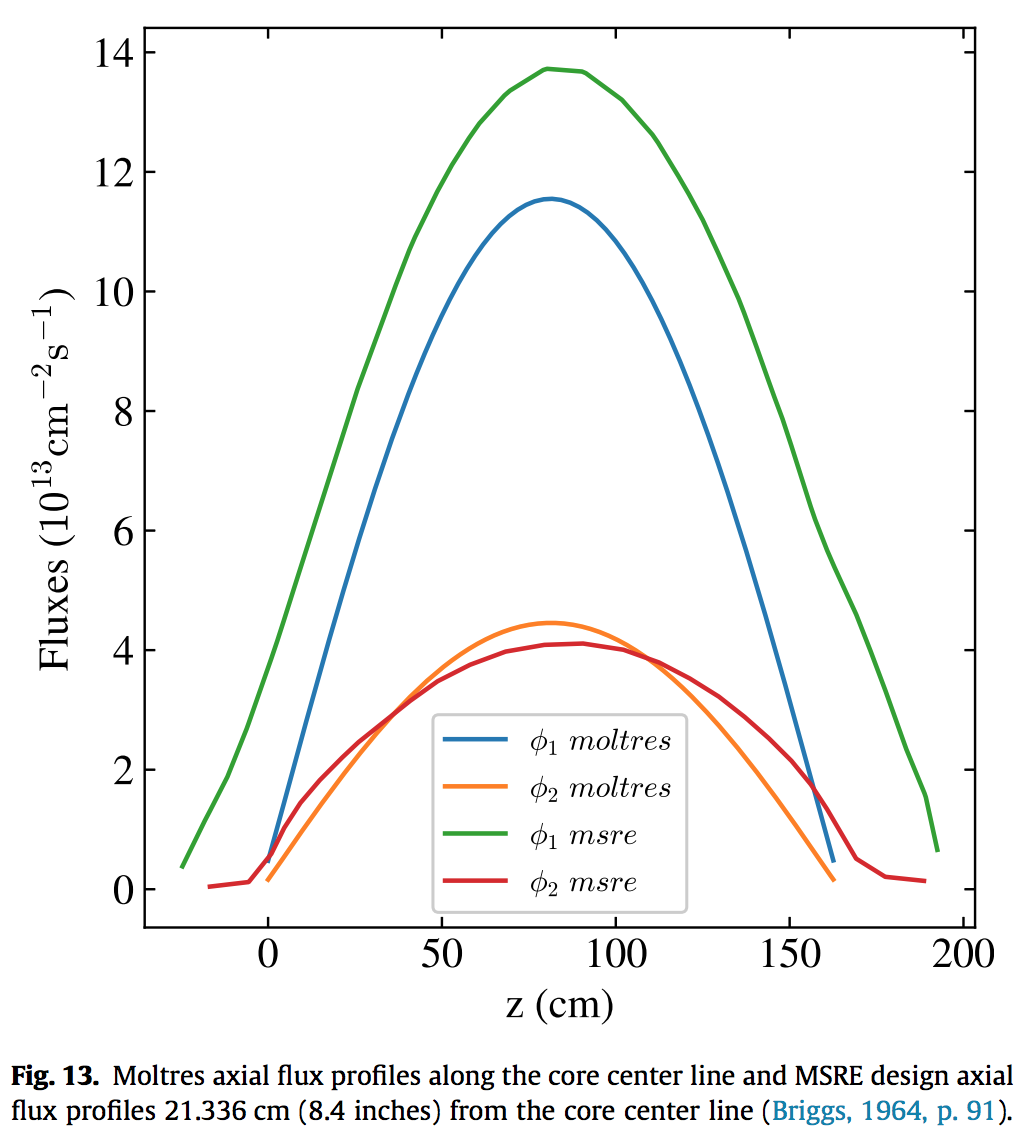 14
12
10
8
6
4
2
0
Fluxes (10¹³cm⁻²s⁻¹)
ϕ₁ moltres
ϕ₂ moltres
ϕ₁ msre
ϕ₂ msre
0 50 100 150 200
z (cm)
Fig. 13. Moltres axial flux profiles along the core center line and MSRE design axial
flux profiles 21.336 cm (8.4 inches) from the core center line (Briggs, 1964, p. 91).